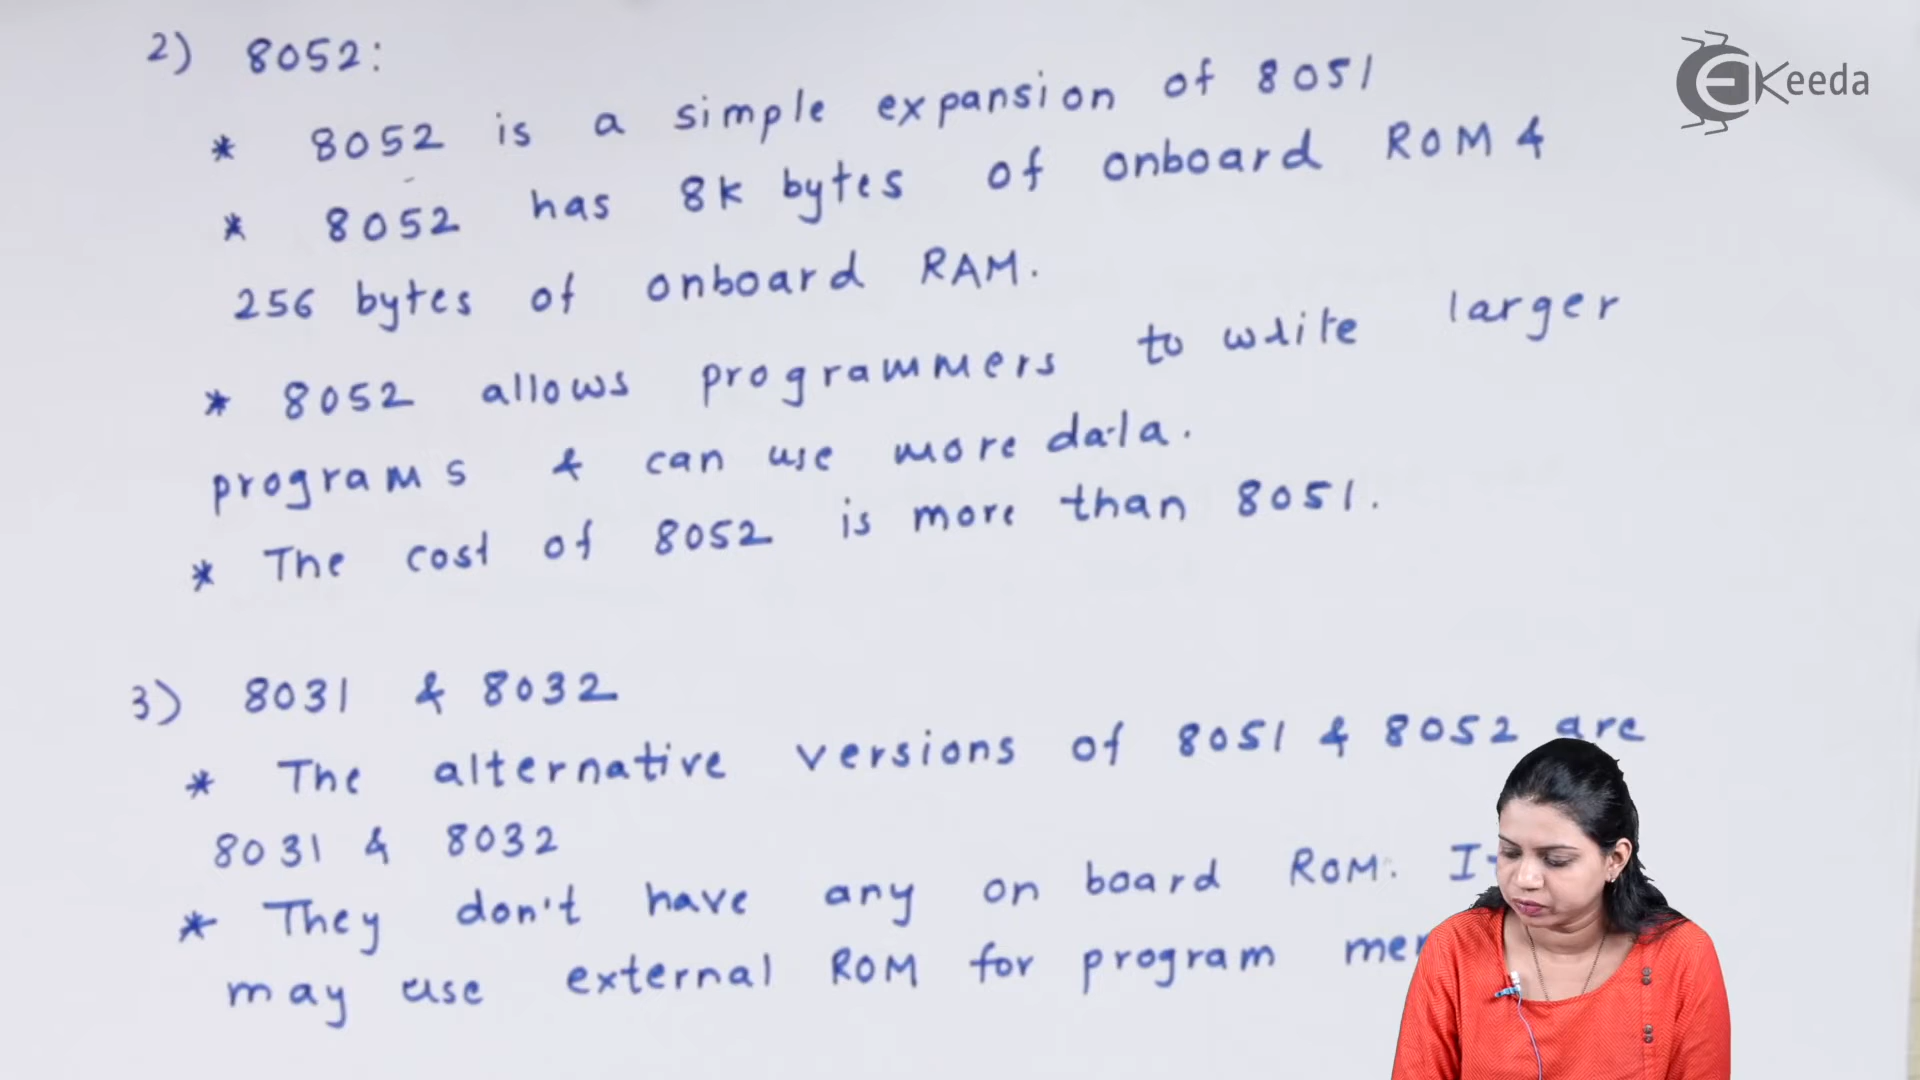 2) 8052:
* 8052 is a simple expansion of 8051
* 8052 has 8k bytes of onboard ROM &
256 bytes of onboard RAM.
* 8052 allows programmers to write larger
programs & can use more data.
* The cost of 8052 is more than 8051.
3) 8031 & 8032
* The alternative versions of 8051 & 8052 are
8031 & 8032
* They don't have any on board ROM.
may use external ROM for program
EKeeda